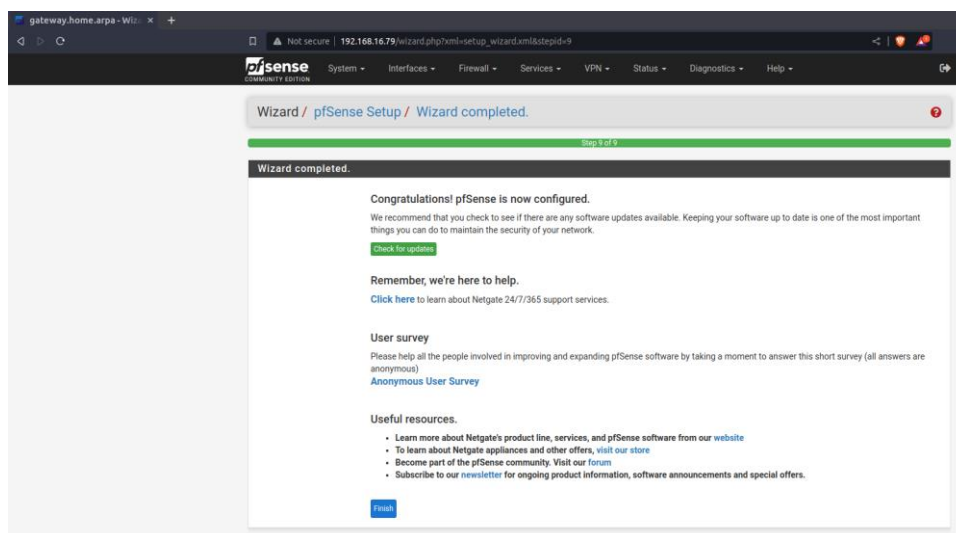 gateway.home.arpa - Wiz
Not secure | 192.168.16.79/wizard.php?xml=setup_wizard.xml&stepid=9
pfsense
COMMUNITY EDITION
System
Interfaces
Firewall
Services
VPN
Status
Diagnostics
Help
Wizard / pfSense Setup / Wizard completed.
Step 9 of 9
Wizard completed.
Congratulations! pfSense is now configured.
We recommend that you check to see if there are any software updates available. Keeping your software up to date is one of the most important
things you can do to maintain the security of your network.
Check for updates
Remember, we're here to help.
Click here to learn about Netgate 24/7/365 support services.
User survey
Please help all the people involved in improving and expanding pfSense software by taking a moment to answer this short survey (all answers are
anonymous)
Anonymous User Survey
Useful resources.
• Learn more about Netgate's product line, services, and pfSense software from our website
• To learn about Netgate appliances and other offers, visit our store
• Become part of the pfSense community. Visit our forum
• Subscribe to our newsletter for ongoing product information, software announcements and special offers.
Finish